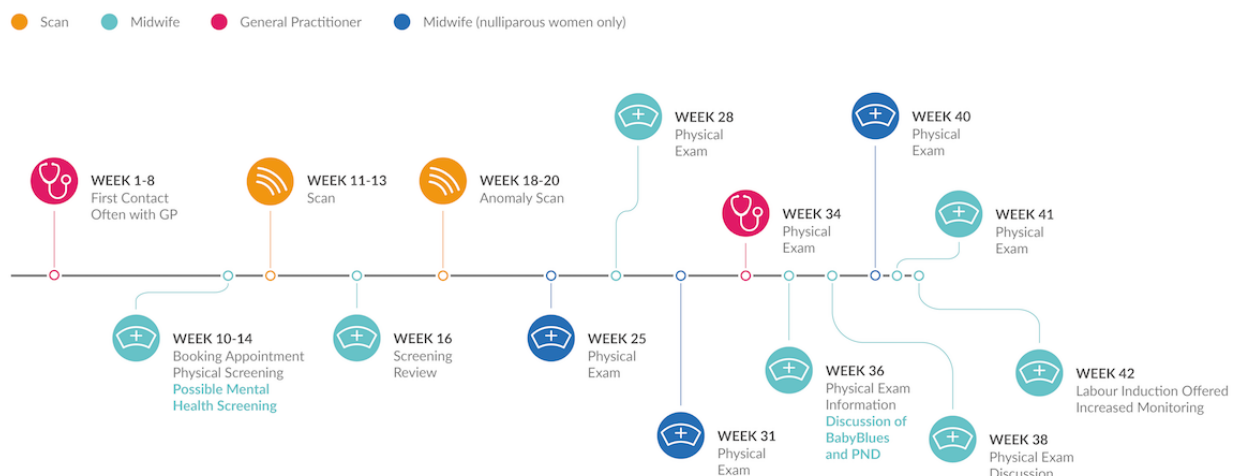 Scan
Midwife
General Practitioner
Midwife (nulliparous women only)
WEEK 1-8
First Contact
Often with GP
WEEK 10-14
Booking Appointment
Physical Screening
Possible Mental
Health Screening
WEEK 11-13
Scan
WEEK 16
Screening
Review
WEEK 18-20
Anomaly Scan
WEEK 25
Physical
Exam
WEEK 28
Physical
Exam
WEEK 31
Physical
Exam
WEEK 34
Physical
Exam
WEEK 36
Physical Exam
Information
Discussion of
BabyBlues
and PND
WEEK 38
Physical Exam
Discussion
WEEK 40
Physical
Exam
WEEK 41
Physical
Exam
WEEK 42
Labour Induction Offered
Increased Monitoring